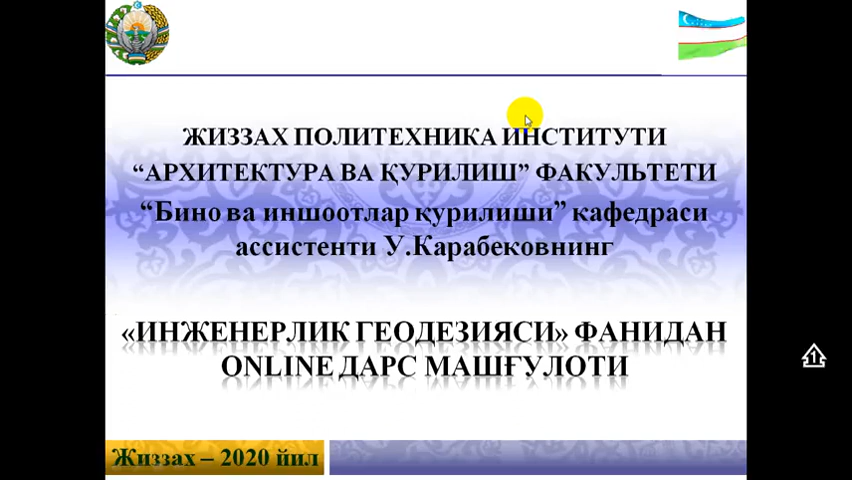 ЖИЗЗАХ ПОЛИТЕХНИКА ИНСТИТУТИ
“АРХИТЕКТУРА ВА ҚУРИЛИШ” ФАКУЛЬТЕТИ
“Бино ва иншоотлар қурилиши” кафедраси
ассистенти У.Карабековнинг
«ИНЖЕНЕРЛИК ГЕОДЕЗИЯСИ» ФАНИДАН
ONLINE ДАРС МАШҒУЛОТИ
1
Жиззах – 2020 йил